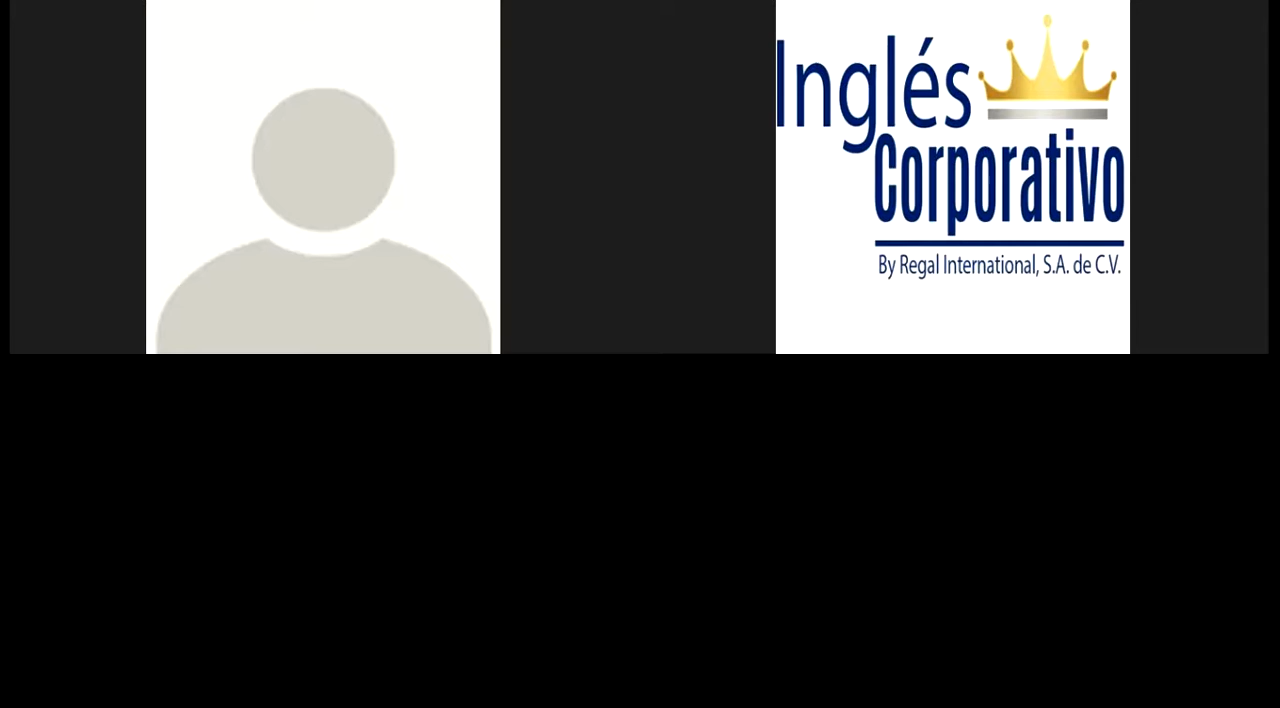 Inglés
Corporativo
By Regal International, S.A. de C.V.